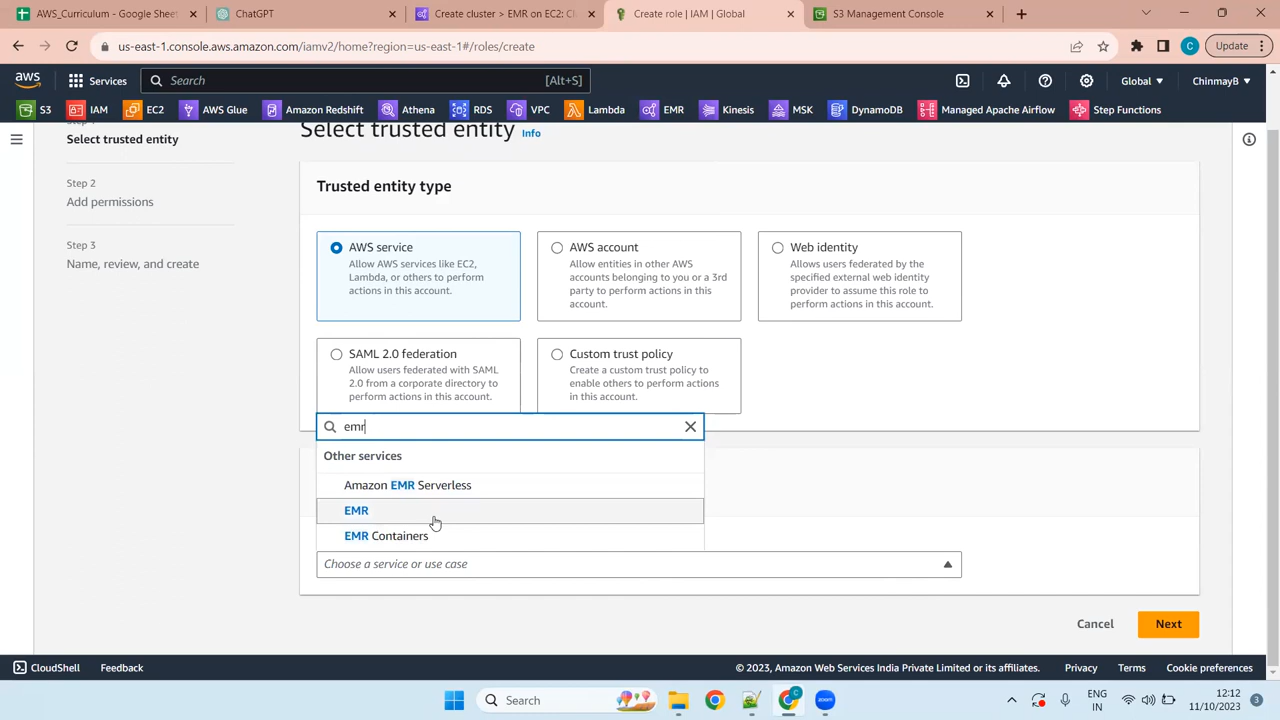 AWS_Curriculum - Google Sheet
ChatGPT
Create cluster > EMR on EC2: Cl
Create role | IAM | Global
S3 Management Console
us-east-1.console.aws.amazon.com/iamv2/home?region=us-east-1#/roles/create
C
Update
aws
Services
Search
[Alt+S]
Global
ChinmayB
S3
IAM
EC2
AWS Glue
Amazon Redshift
Athena
RDS
VPC
Lambda
EMR
Kinesis
MSK
DynamoDB
Managed Apache Airflow
Step Functions
Select trusted entity
Step 2
Add permissions
Step 3
Name, review, and create
Select trusted entity Info
Trusted entity type
AWS service
Allow AWS services like EC2,
Lambda, or others to perform
actions in this account.
AWS account
Allow entities in other AWS
accounts belonging to you or a 3rd
party to perform actions in this
account.
Web identity
Allows users federated by the
specified external web identity
provider to assume this role to
perform actions in this account.
SAML 2.0 federation
Allow users federated with SAML
2.0 from a corporate directory to
perform actions in this account.
Custom trust policy
Create a custom trust policy to
enable others to perform actions
in this account.
emr
Other services
Amazon EMR Serverless
EMR
EMR Containers
Choose a service or use case
Cancel
Next
CloudShell
Feedback
© 2023, Amazon Web Services India Private Limited or its affiliates.
Privacy
Terms
Cookie preferences
Search
C
ENG
IN
12:12
11/10/2023
3